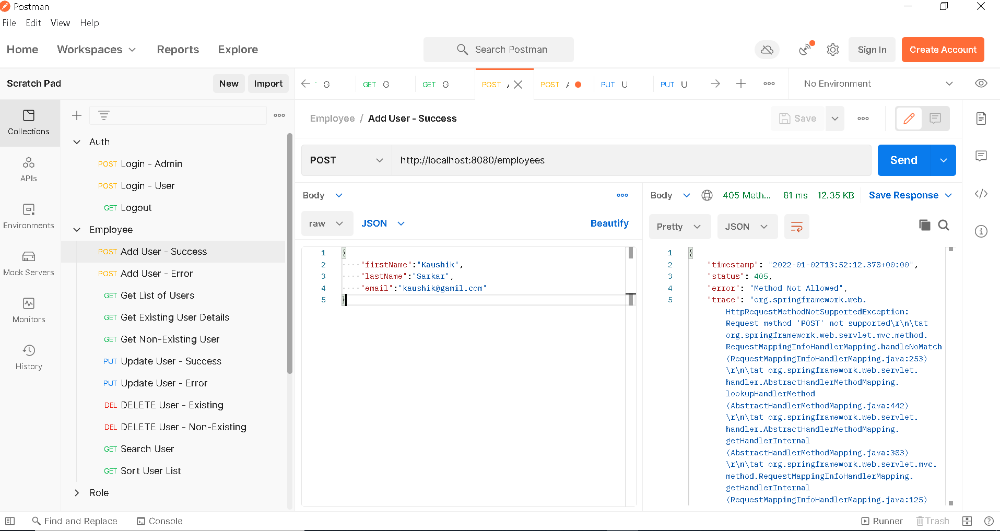 Postman
File Edit View Help
Home Workspaces Reports Explore Search Postman Sign In Create Account
Scratch Pad New Import
G GET G GET G POST POST PUT U PUT U No Environment
Collections
APIs
Environments
Mock Servers
Monitors
History
Auth
POST Login - Admin
POST Login - User
GET Logout
Employee
POST Add User - Success
POST Add User - Error
GET Get List of Users
GET Get Existing User Details
GET Get Non-Existing User
PUT Update User - Success
PUT Update User - Error
DEL DELETE User - Existing
DEL DELETE User - Non-Existing
GET Search User
GET Sort User List
Role
Employee / Add User - Success Save
POST http://localhost:8080/employees Send
Body
raw JSON Beautify
1 {
2 "firstName":"Kaushik",
3 "lastName":"Sarkar",
4 "email":"kaushik@gamil.com"
5 }
Body 405 Meth... 81 ms 12.35 KB Save Response
Pretty JSON
1 {
2 "timestamp": "2022-01-02T13:52:12.378+00:00",
3 "status": 405,
4 "error": "Method Not Allowed",
5 "trace": "org.springframework.web.
HttpRequestMethodNotSupportedException:
Request method 'POST' not supported\r\n\tat
org.springframework.web.servlet.mvc.method.
RequestMappingInfoHandlerMapping.handleNoMatch
(RequestMappingInfoHandlerMapping.java:253)
\r\n\tat org.springframework.web.servlet.
handler.AbstractHandlerMethodMapping.
lookupHandlerMethod
(AbstractHandlerMethodMapping.java:442)
\r\n\tat org.springframework.web.servlet.
handler.AbstractHandlerMethodMapping.
getHandlerInternal
(AbstractHandlerMethodMapping.java:383)
\r\n\tat org.springframework.web.servlet.mvc.
method.RequestMappingInfoHandlerMapping.
getHandlerInternal
(RequestMappingInfoHandlerMapping.java:125)
Find and Replace Console Runner Trash